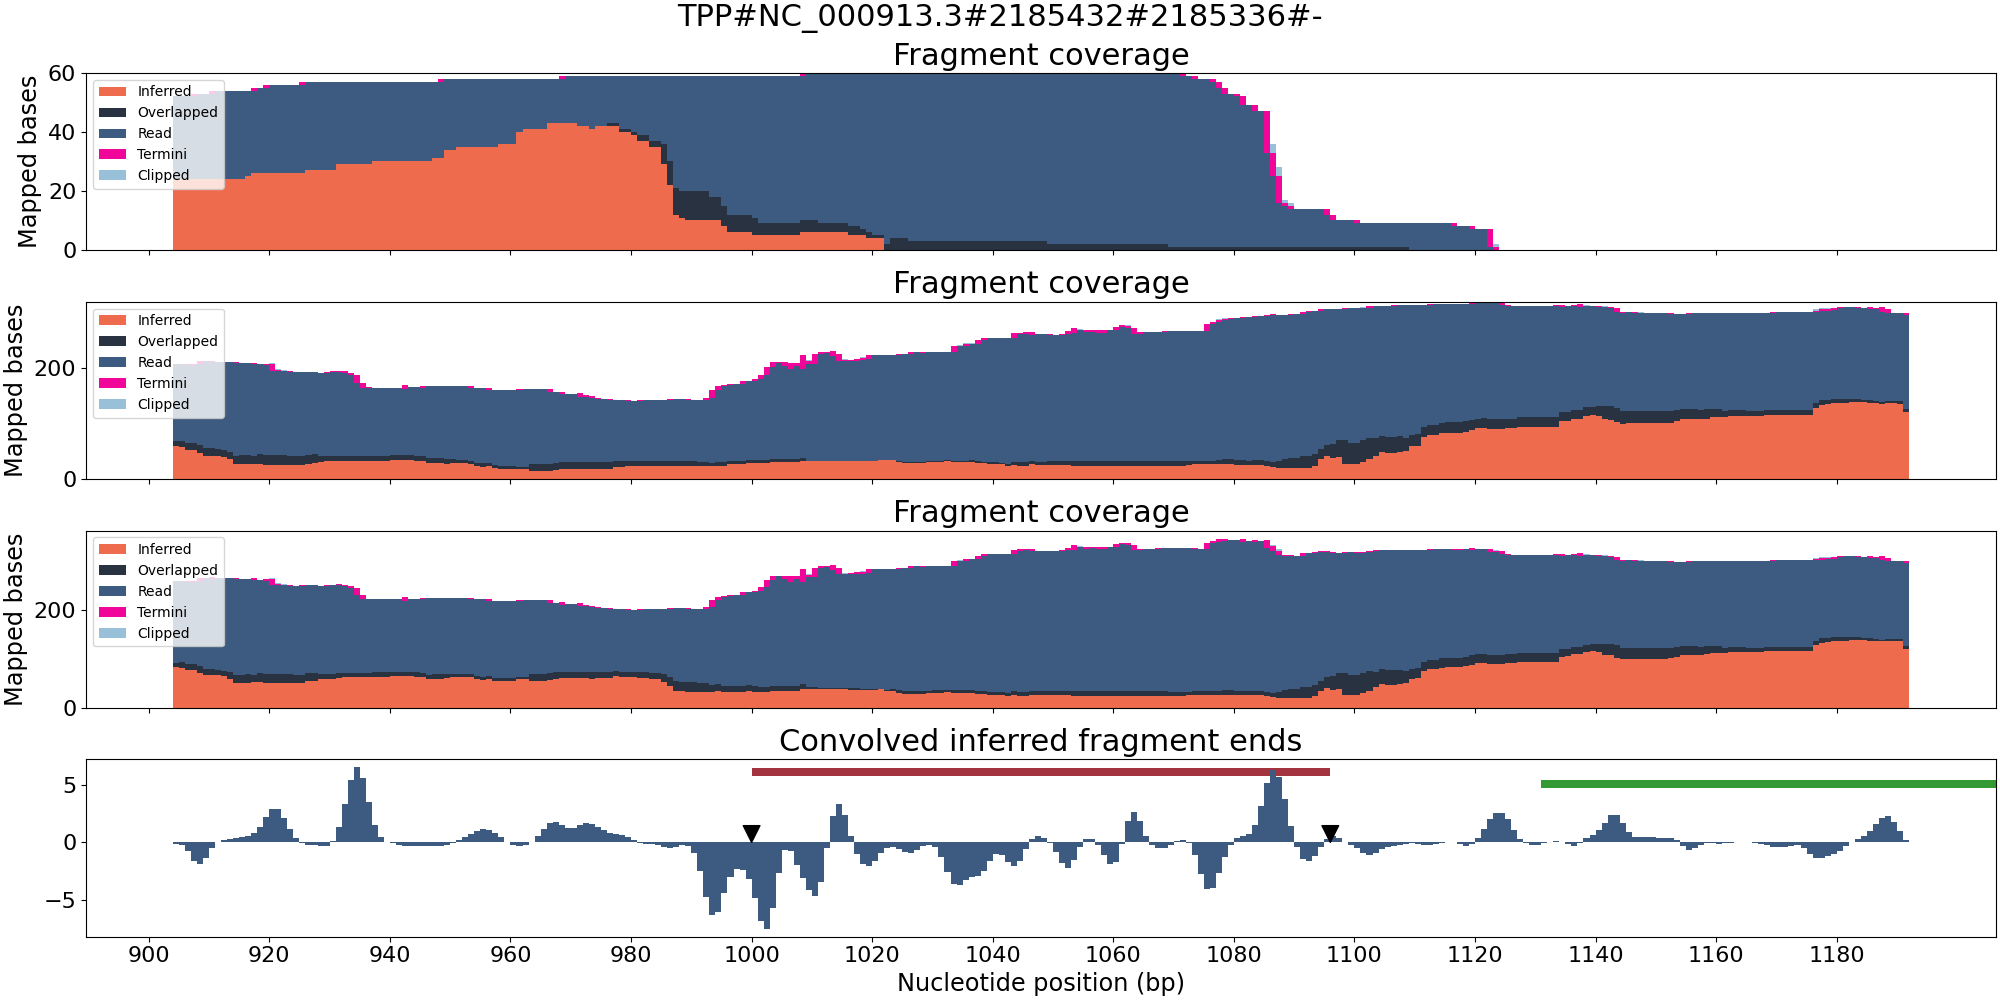 TPP#NC_000913.3#2185432#2185336#-
Fragment coverage
Mapped bases
60
40
20
0
Inferred
Overlapped
Read
Termini
Clipped
Fragment coverage
Mapped bases
200
0
Inferred
Overlapped
Read
Termini
Clipped
Fragment coverage
Mapped bases
200
0
Inferred
Overlapped
Read
Termini
Clipped
Convolved inferred fragment ends
5
0
−5
900 920 940 960 980 1000 1020 1040 1060 1080 1100 1120 1140 1160 1180
Nucleotide position (bp)